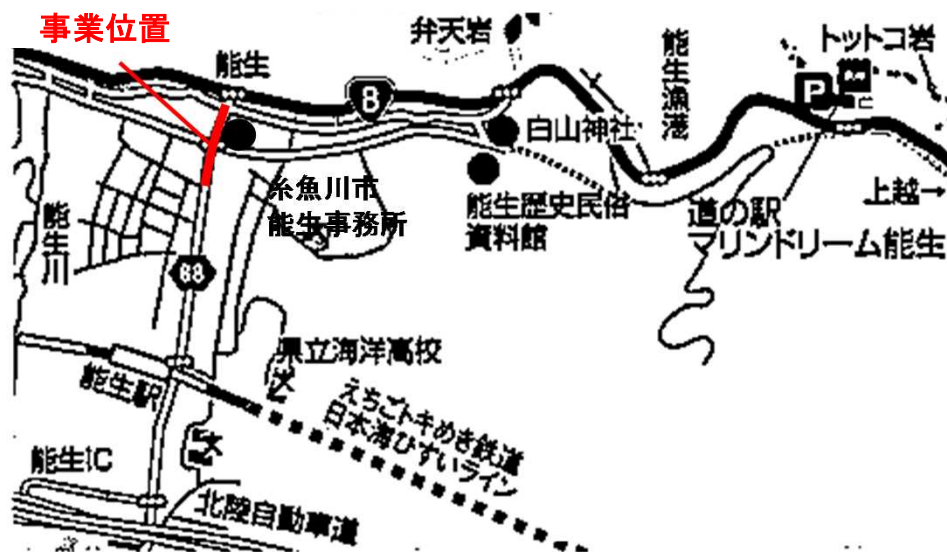 事業位置
能生
弁天岩
能生漁港
トットコ岩
P
8
白山神社
糸魚川市
能生事務所
能生歴史民俗
資料館
上越→
道の駅
マリンドリーム能生
能生川
88
県立海洋高校
能生駅
えちごトキめき鉄道
日本海ひすいライン
能生IC
北陸自動車道